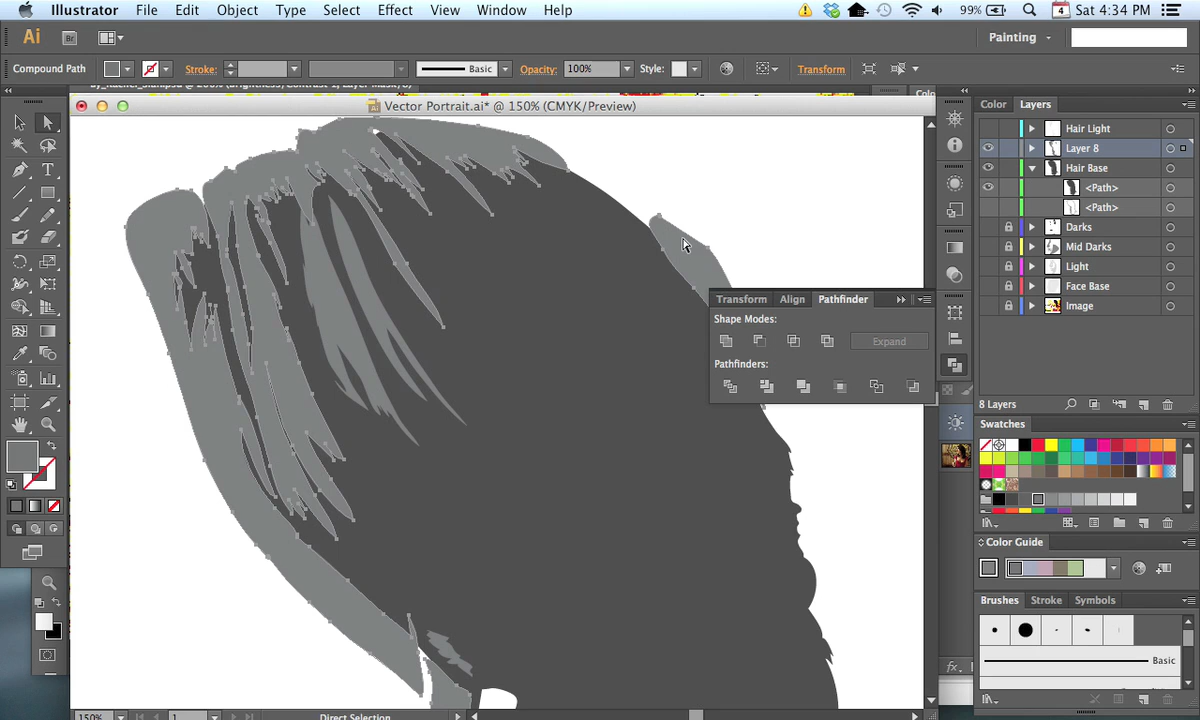 Illustrator File Edit Object Type Select Effect View Window Help 99% 4 Sat 4:34 PM
Ai Br Painting
Compound Path Stroke: Basic Opacity: 100% Style: Transform
Vector Portrait.ai* @ 150% (CMYK/Preview)
Color Layers
Hair Light
Layer 8
Hair Base
<Path>
<Path>
Darks
Mid Darks
Light
Face Base
Image
8 Layers
Transform Align Pathfinder
Shape Modes:
Expand
Pathfinders:
Swatches
Color Guide
Brushes Stroke Symbols
Basic
150% 1 Direct Selection